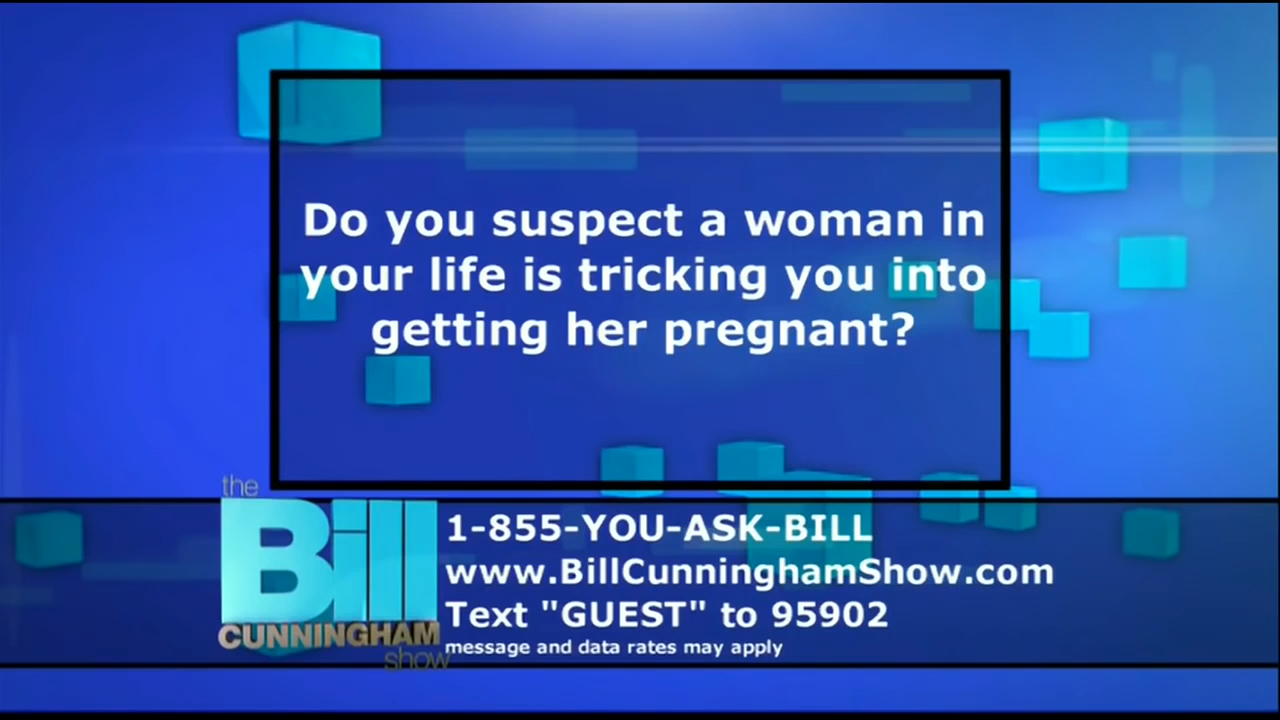 Do you suspect a woman in
your life is tricking you into
getting her pregnant?
the
Bill
CUNNINGHAM
show
1-855-YOU-ASK-BILL
www.BillCunninghamShow.com
Text "GUEST" to 95902
message and data rates may apply